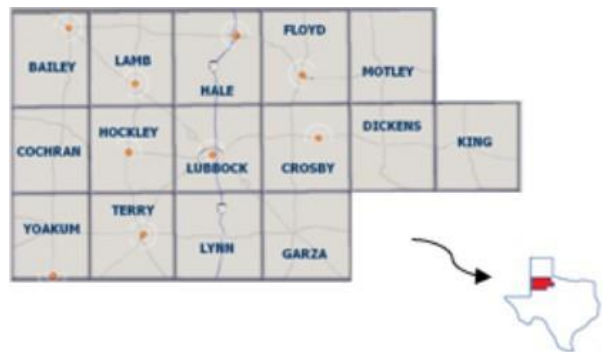 FLOYD
LAMB
BAILEY
MOTLEY
HALE
DICKENS
HOCKLEY
KING
COCHRAN
LUBBOCK
CROSBY
TERRY
YOAKUM
LYNN
GARZA